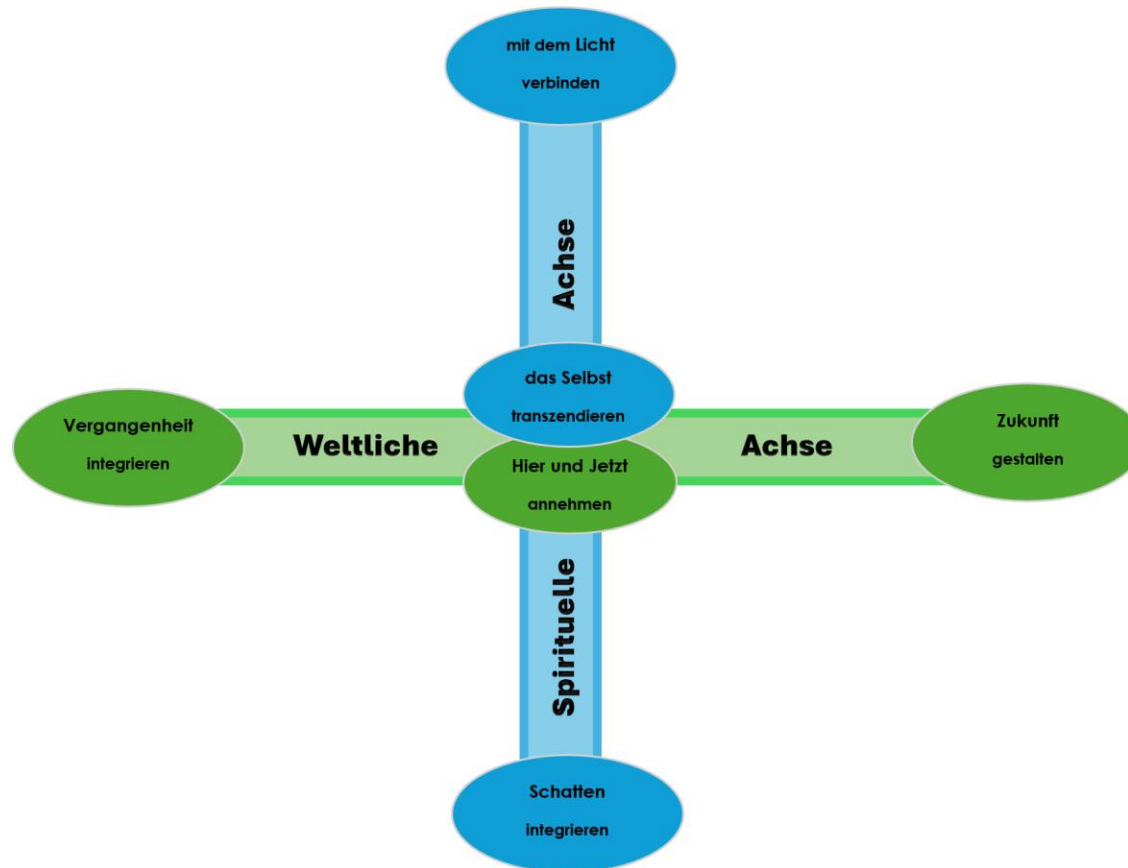 mit dem Licht
verbinden
Achse
das Selbst
transzendieren
Vergangenheit
integrieren
Weltliche
Achse
Zukunft
gestalten
Hier und Jetzt
annehmen
Spirituelle
Schatten
integrieren